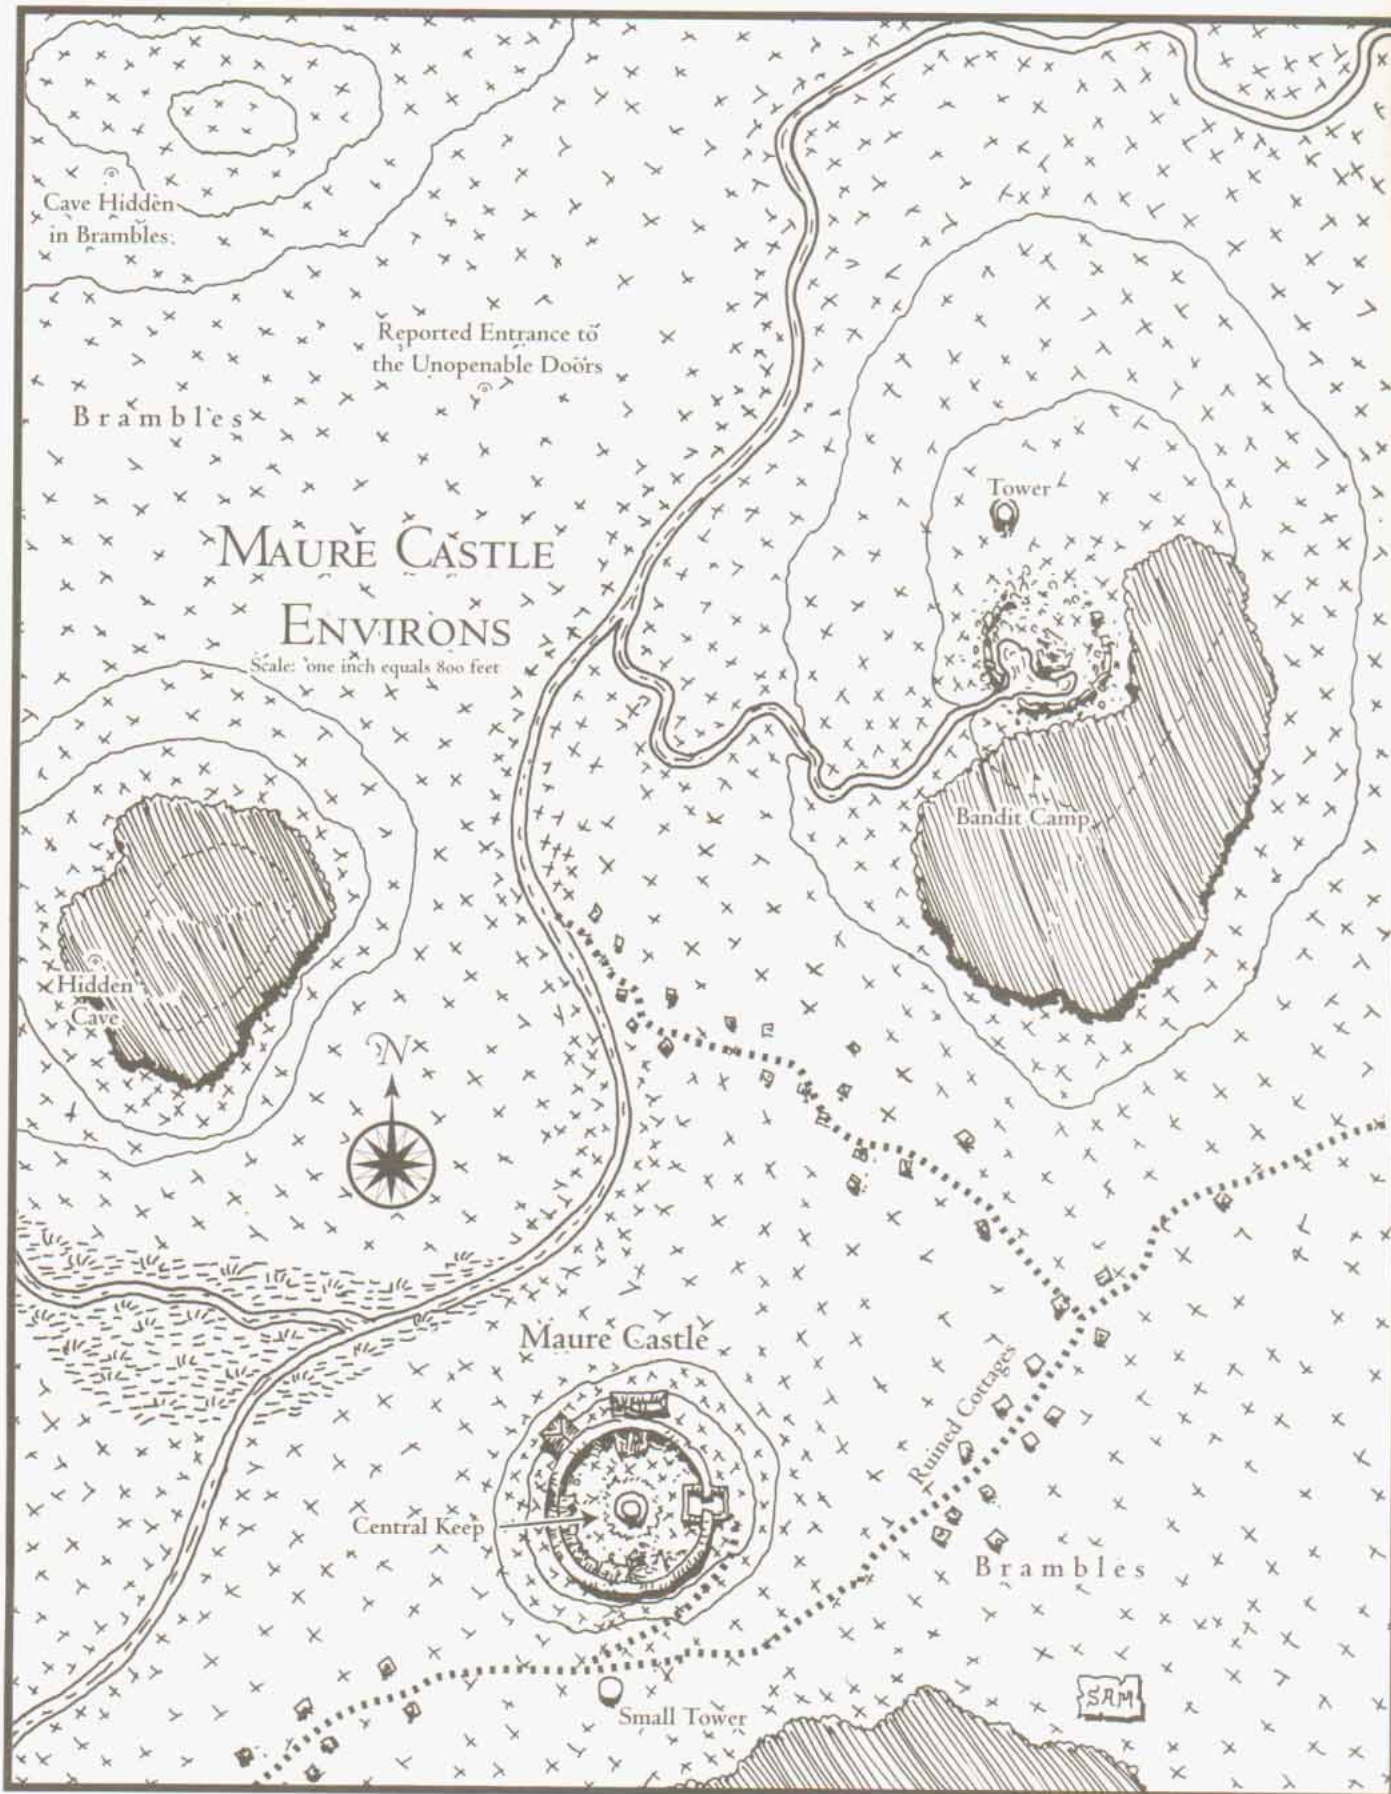 Cave Hidden
in Brambles
Reported Entrance to
the Unopenable Doors
Brambles
Tower
MAURE CASTLE
ENVIRONS
Scale: one inch equals 800 feet
Bandit Camp
Hidden
Cave
N
Maure Castle
Ruined Cottages
Central Keep
Brambles
Small Tower
SAM